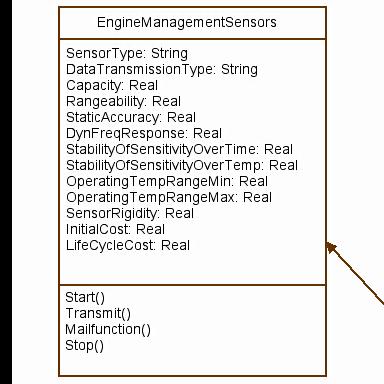 EngineManagementSensors
SensorType: String
DataTransmissionType: String
Capacity: Real
Rangeability: Real
StaticAccuracy: Real
DynFreqResponse: Real
StabilityOfSensitivityOverTime: Real
StabilityOfSensitivityOverTemp: Real
OperatingTempRangeMin: Real
OperatingTempRangeMax: Real
SensorRigidity: Real
InitialCost: Real
LifeCycleCost: Real
Start()
Transmit()
Mailfunction()
Stop()